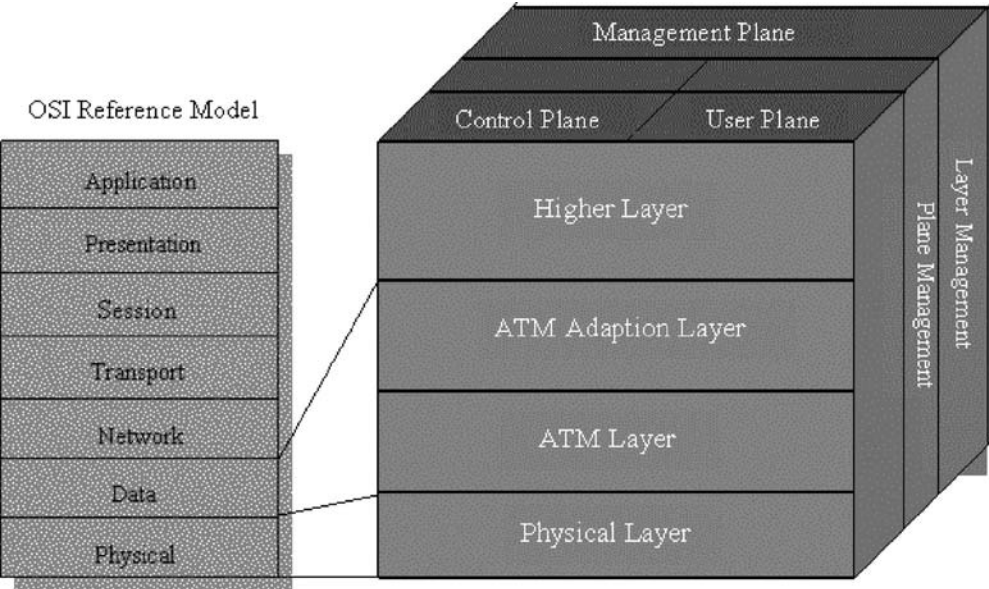 OSI Reference Model
Application
Presentation
Session
Transport
Network
Data
Physical
Management Plane
Control Plane
User Plane
Higher Layer
ATM Adaption Layer
ATM Layer
Physical Layer
Plane Management
Layer Management